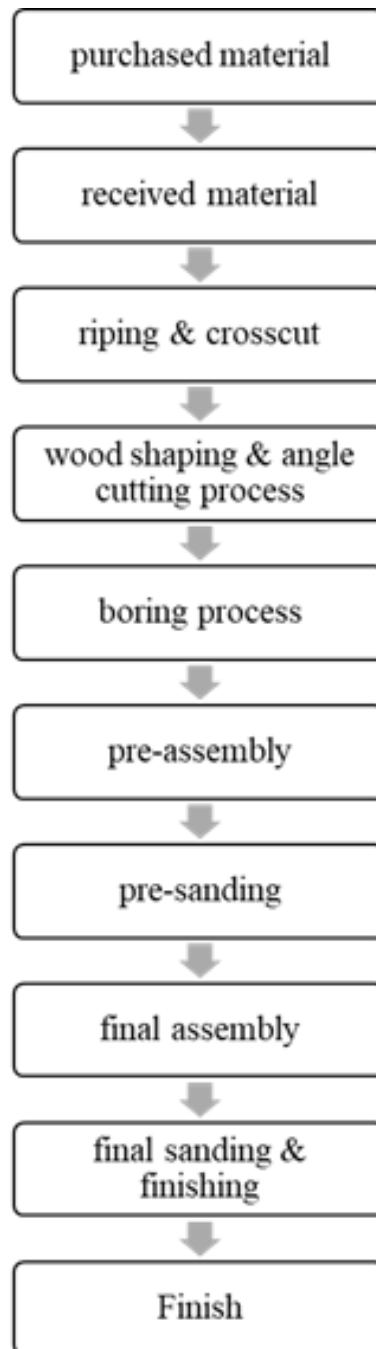 purchased material
received material
riping & crosscut
wood shaping & angle
cutting process
boring process
pre-assembly
pre-sanding
final assembly
final sanding &
finishing
Finish